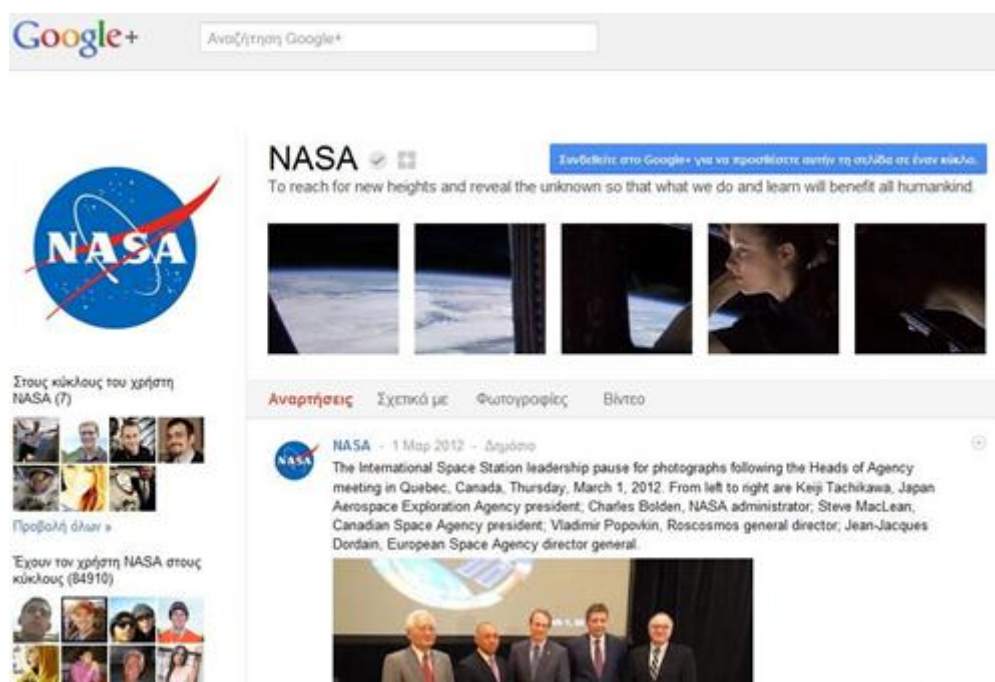 Google+
Αναζήτηση Google+
NASA
Συνδεθείτε στο Google+ για να προσθέσετε αυτήν τη σελίδα σε έναν κύκλο.
To reach for new heights and reveal the unknown so that what we do and learn will benefit all humankind.
NASA
Στους κύκλους του χρήστη
NASA (7)
Προβολή όλων »
Έχουν τον χρήστη NASA στους
κύκλους (84910)
Αναρτήσεις Σχετικά με Φωτογραφίες Βίντεο
NASA
NASA - 1 Μαρ 2012 - Δημόσιο
The International Space Station leadership pause for photographs following the Heads of Agency
meeting in Quebec, Canada, Thursday, March 1, 2012. From left to right are Keiji Tachikawa, Japan
Aerospace Exploration Agency president; Charles Bolden, NASA administrator; Steve MacLean,
Canadian Space Agency president; Vladimir Popovkin, Roscosmos general director; Jean-Jacques
Dordain, European Space Agency director general.